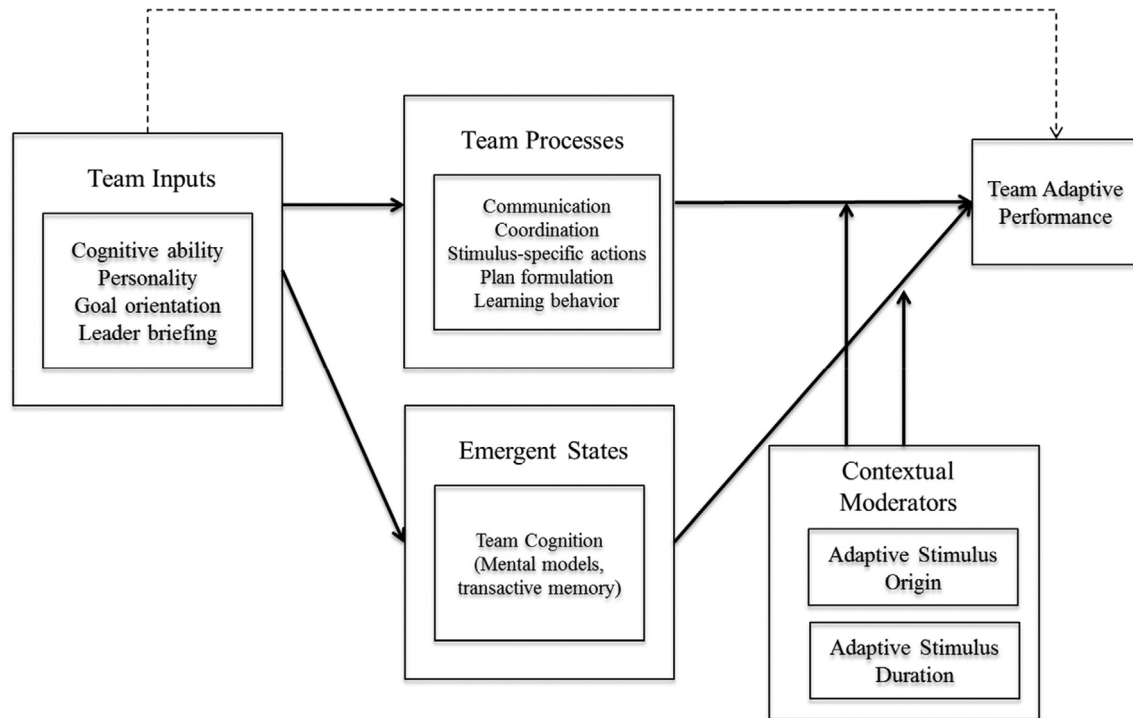 Team Inputs
Cognitive ability
Personality
Goal orientation
Leader briefing
Team Processes
Communication
Coordination
Stimulus-specific actions
Plan formulation
Learning behavior
Emergent States
Team Cognition
(Mental models,
transactive memory)
Team Adaptive
Performance
Contextual
Moderators
Adaptive Stimulus
Origin
Adaptive Stimulus
Duration